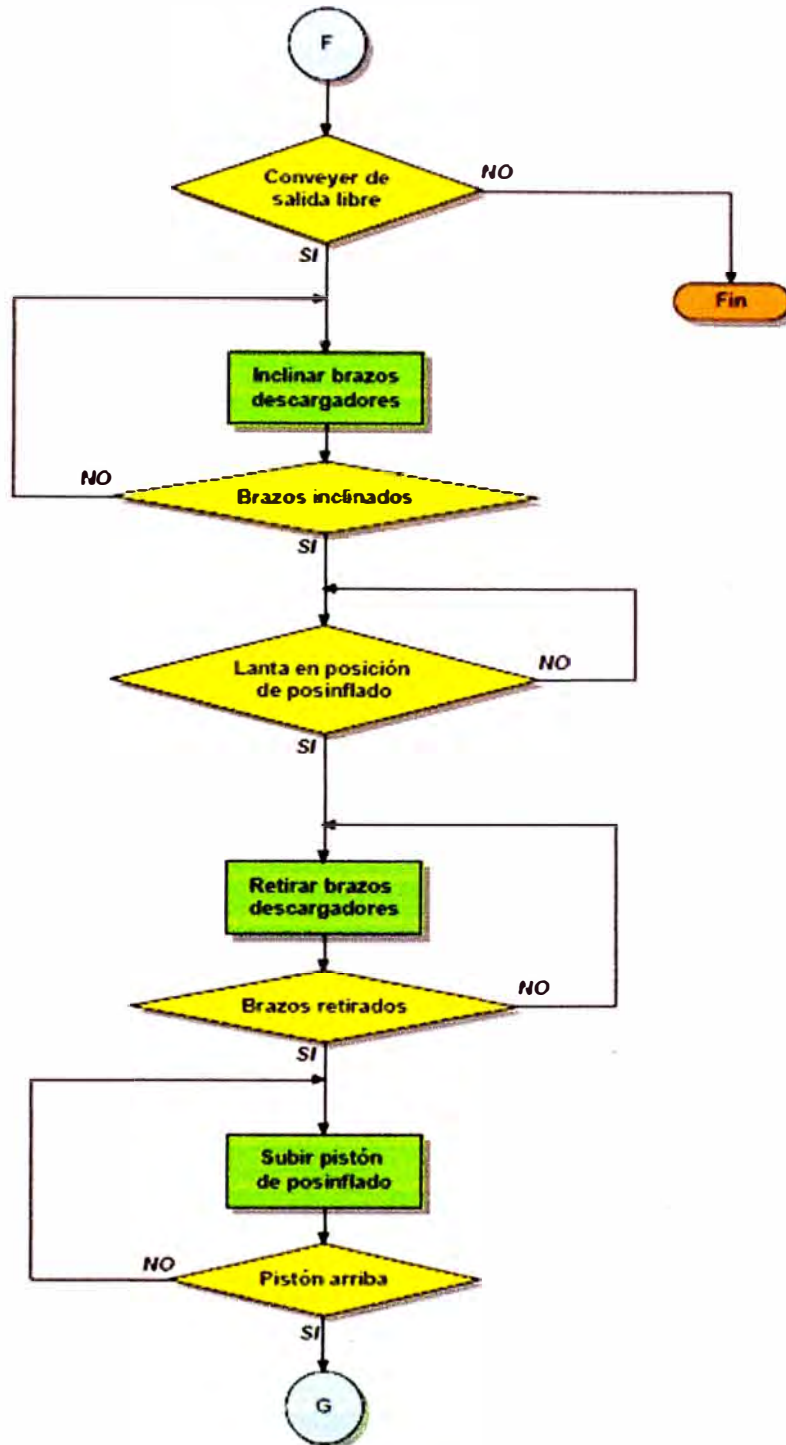 F
Conveyer de
salida libre
NO
SI
Fin
Inclinar brazos
descargadores
NO
Brazos inclinados
SI
Lanta en posición
de posinflado
NO
SI
Retirar brazos
descargadores
Brazos retirados
NO
SI
Subir pistón
de posinflado
NO
Pistón arriba
SI
G